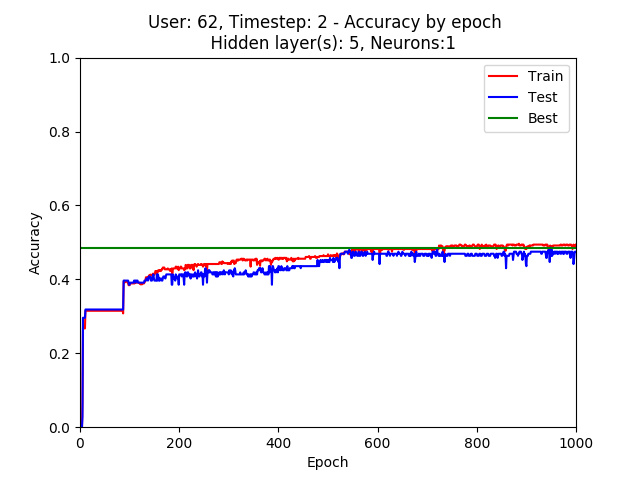 User: 62, Timestep: 2 - Accuracy by epoch
Hidden layer(s): 5, Neurons:1
1.0
0.8
0.6
0.4
0.2
0.0
Accuracy
Train
Test
Best
0 200 400 600 800 1000
Epoch